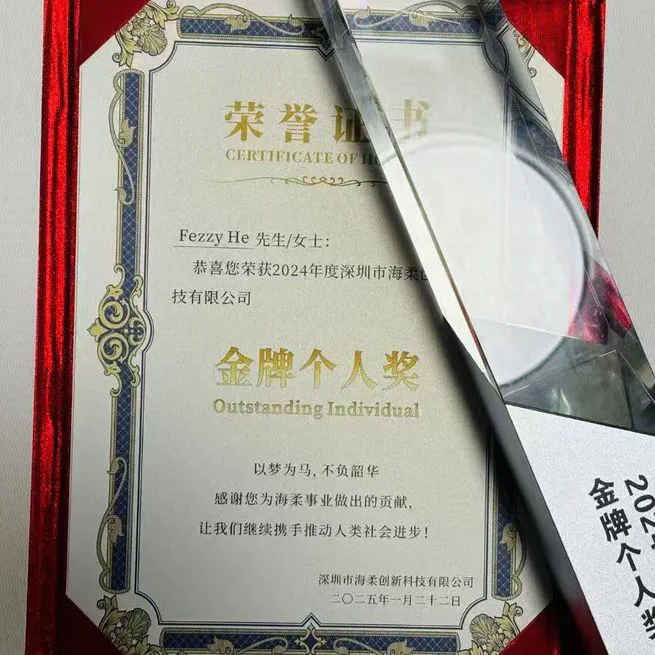 荣誉证书
CERTIFICATE OF H
Fezzy He 先生/女士：
恭喜您荣获2024年度深圳市海柔创
技有限公司
金牌个人奖
Outstanding Individual
以梦为马，不负韶华
感谢您为海柔事业做出的贡献，
让我们继续携手推动人类社会进步！
深圳市海柔创新科技有限公司
二〇二五年一月二十二日
202
金牌个人奖